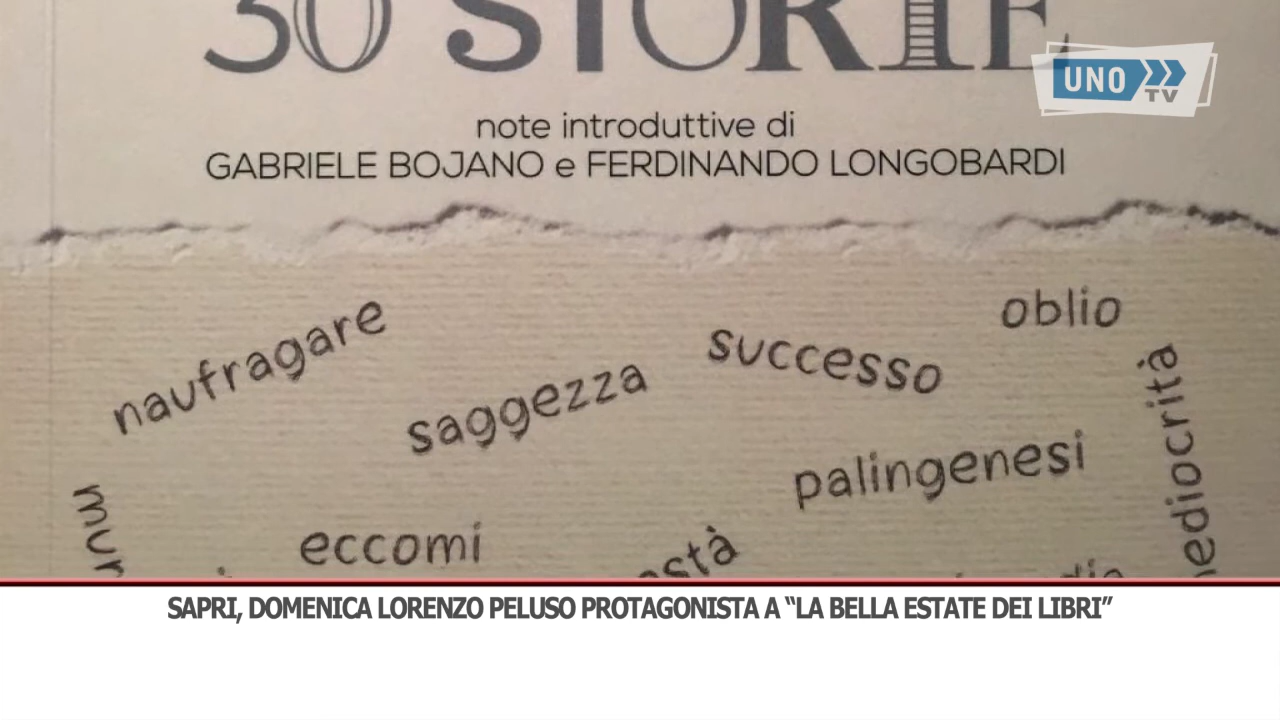 30 STORIE
UNO
TV
note introduttive di
GABRIELE BOJANO e FERDINANDO LONGOBARDI
naufragare
saggezza
successo
oblio
mediocrità
palingenesi
eccomi
SAPRI, DOMENICA LORENZO PELUSO PROTAGONISTA A “LA BELLA ESTATE DEI LIBRI”